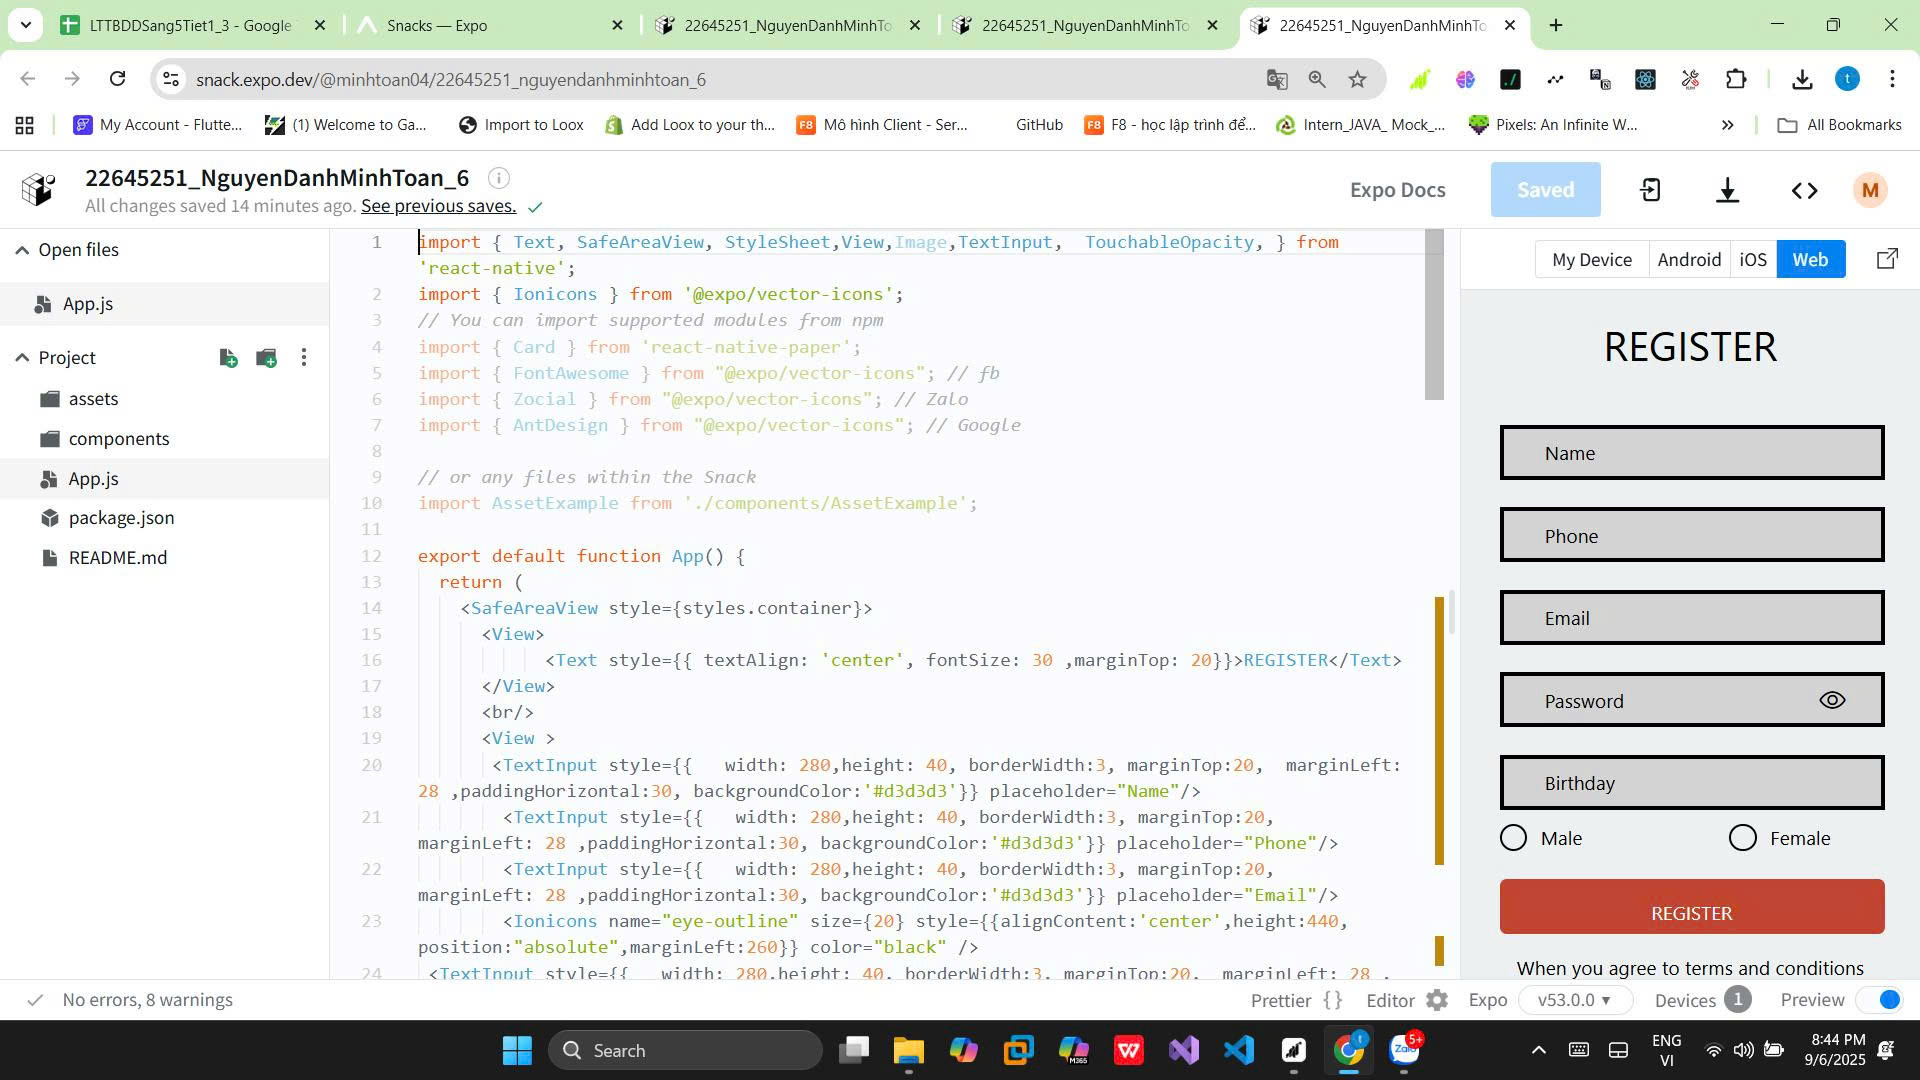 LTTBDDSang5Tiet1_3 - Google
Snacks — Expo
22645251_NguyenDanhMinhTo
22645251_NguyenDanhMinhTo
22645251_NguyenDanhMinhTo
snack.expo.dev/@minhtoan04/22645251_nguyendanhminhtoan_6
My Account - Flutte...
(1) Welcome to Ga...
Import to Loox
Add Loox to your th...
Mô hình Client - Ser...
GitHub
F8 - học lập trình để...
Intern_JAVA_ Mock_...
Pixels: An Infinite W...
All Bookmarks
22645251_NguyenDanhMinhToan_6
All changes saved 14 minutes ago. See previous saves.
Expo Docs
Saved
M
Open files
App.js
Project
assets
components
App.js
package.json
README.md
1 import { Text, SafeAreaView, StyleSheet,View,Image,TextInput,  TouchableOpacity, } from
'react-native';
2 import { Ionicons } from '@expo/vector-icons';
3 // You can import supported modules from npm
4 import { Card } from 'react-native-paper';
5 import { FontAwesome } from "@expo/vector-icons"; // fb
6 import { Zocial } from "@expo/vector-icons"; // Zalo
7 import { AntDesign } from "@expo/vector-icons"; // Google
8
9 // or any files within the Snack
10 import AssetExample from './components/AssetExample';
11
12 export default function App() {
13 return (
14 <SafeAreaView style={styles.container}>
15 <View>
16 <Text style={{ textAlign: 'center', fontSize: 30 ,marginTop: 20}}>REGISTER</Text>
17 </View>
18 <br/>
19 <View >
20 <TextInput style={{   width: 280,height: 40, borderWidth:3, marginTop:20,  marginLeft:
28 ,paddingHorizontal:30, backgroundColor:'#d3d3d3'}} placeholder="Name"/>
21 <TextInput style={{   width: 280,height: 40, borderWidth:3, marginTop:20,
marginLeft: 28 ,paddingHorizontal:30, backgroundColor:'#d3d3d3'}} placeholder="Phone"/>
22 <TextInput style={{   width: 280,height: 40, borderWidth:3, marginTop:20,
marginLeft: 28 ,paddingHorizontal:30, backgroundColor:'#d3d3d3'}} placeholder="Email"/>
23 <Ionicons name="eye-outline" size={20} style={{alignContent:'center',height:440,
position:"absolute",marginLeft:260}} color="black" />
24 <TextInput style={{   width: 280,height: 40, borderWidth:3, marginTop:20,  marginLeft: 28 ,
My Device
Android
iOS
Web
REGISTER
Name
Phone
Email
Password
Birthday
Male
Female
REGISTER
When you agree to terms and conditions
No errors, 8 warnings
Prettier { }
Editor
Expo
v53.0.0
Devices 1
Preview
Search
M365
Zalo
5+
ENG
VI
8:44 PM
9/6/2025